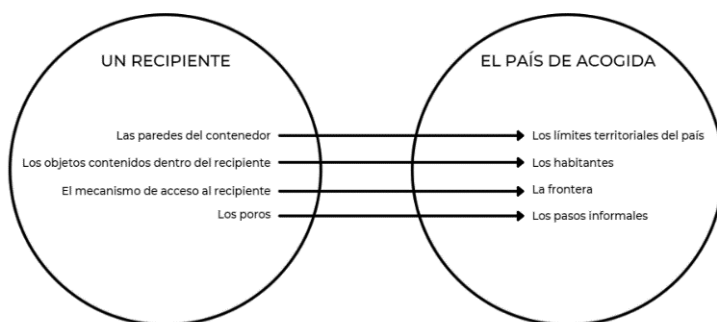 UN RECIPIENTE
EL PAÍS DE ACOGIDA
Las paredes del contenedor
Los límites territoriales del país
Los objetos contenidos dentro del recipiente
Los habitantes
El mecanismo de acceso al recipiente
La frontera
Los poros
Los pasos informales